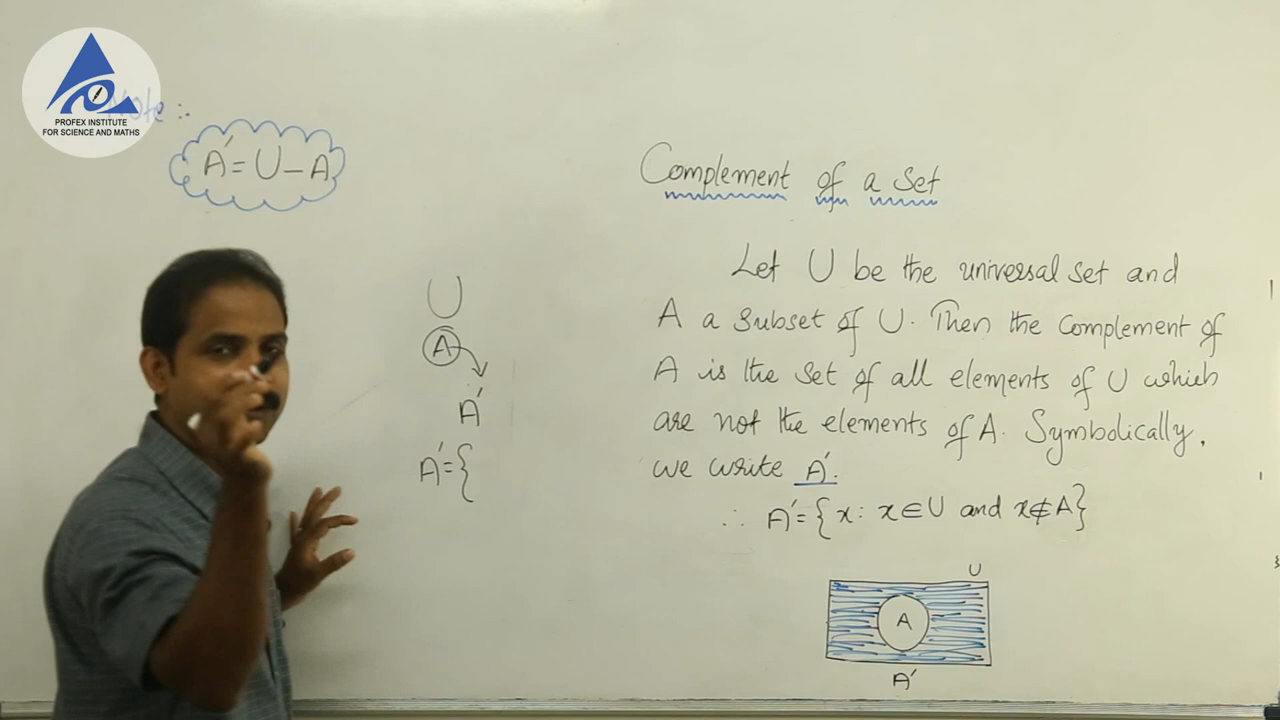 PROFEX INSTITUTE
FOR SCIENCE AND MATHS
Note :-
A' = U - A
U
A
A'
A' = {
Complement of a Set
Let U be the universal set and
A a subset of U. Then the complement of
A is the set of all elements of U which
are not the elements of A. Symbolically,
we write A'.
∴ A' = { x : x ∈ U and x ∉ A }
U
A
A'